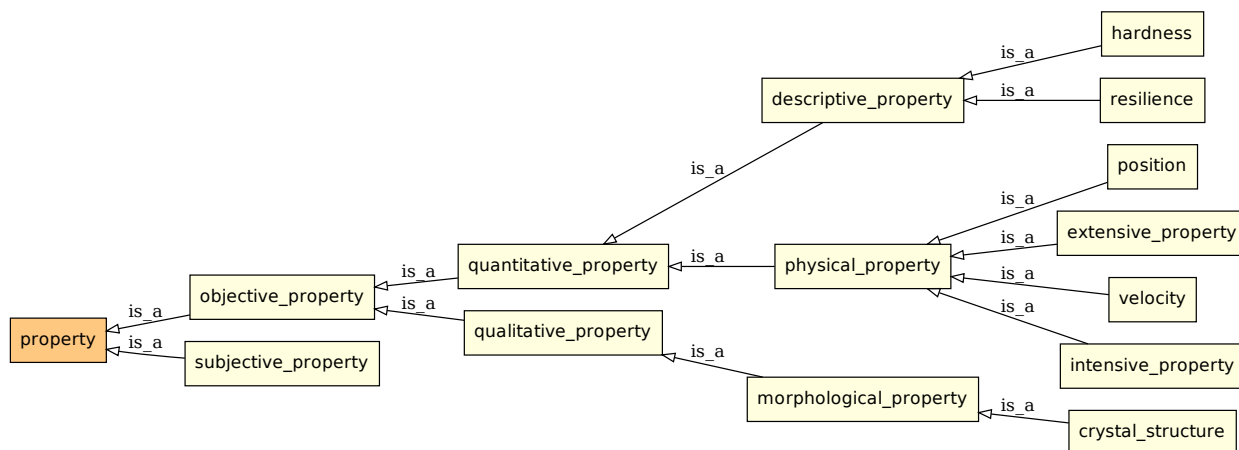 hardness
is_a
descriptive_property
is_a
resilience
is_a
position
is_a
is_a
extensive_property
quantitative_property
is_a
physical_property
is_a
is_a
velocity
objective_property
is_a
is_a
property
is_a
qualitative_property
is_a
subjective_property
is_a
intensive_property
morphological_property
is_a
crystal_structure